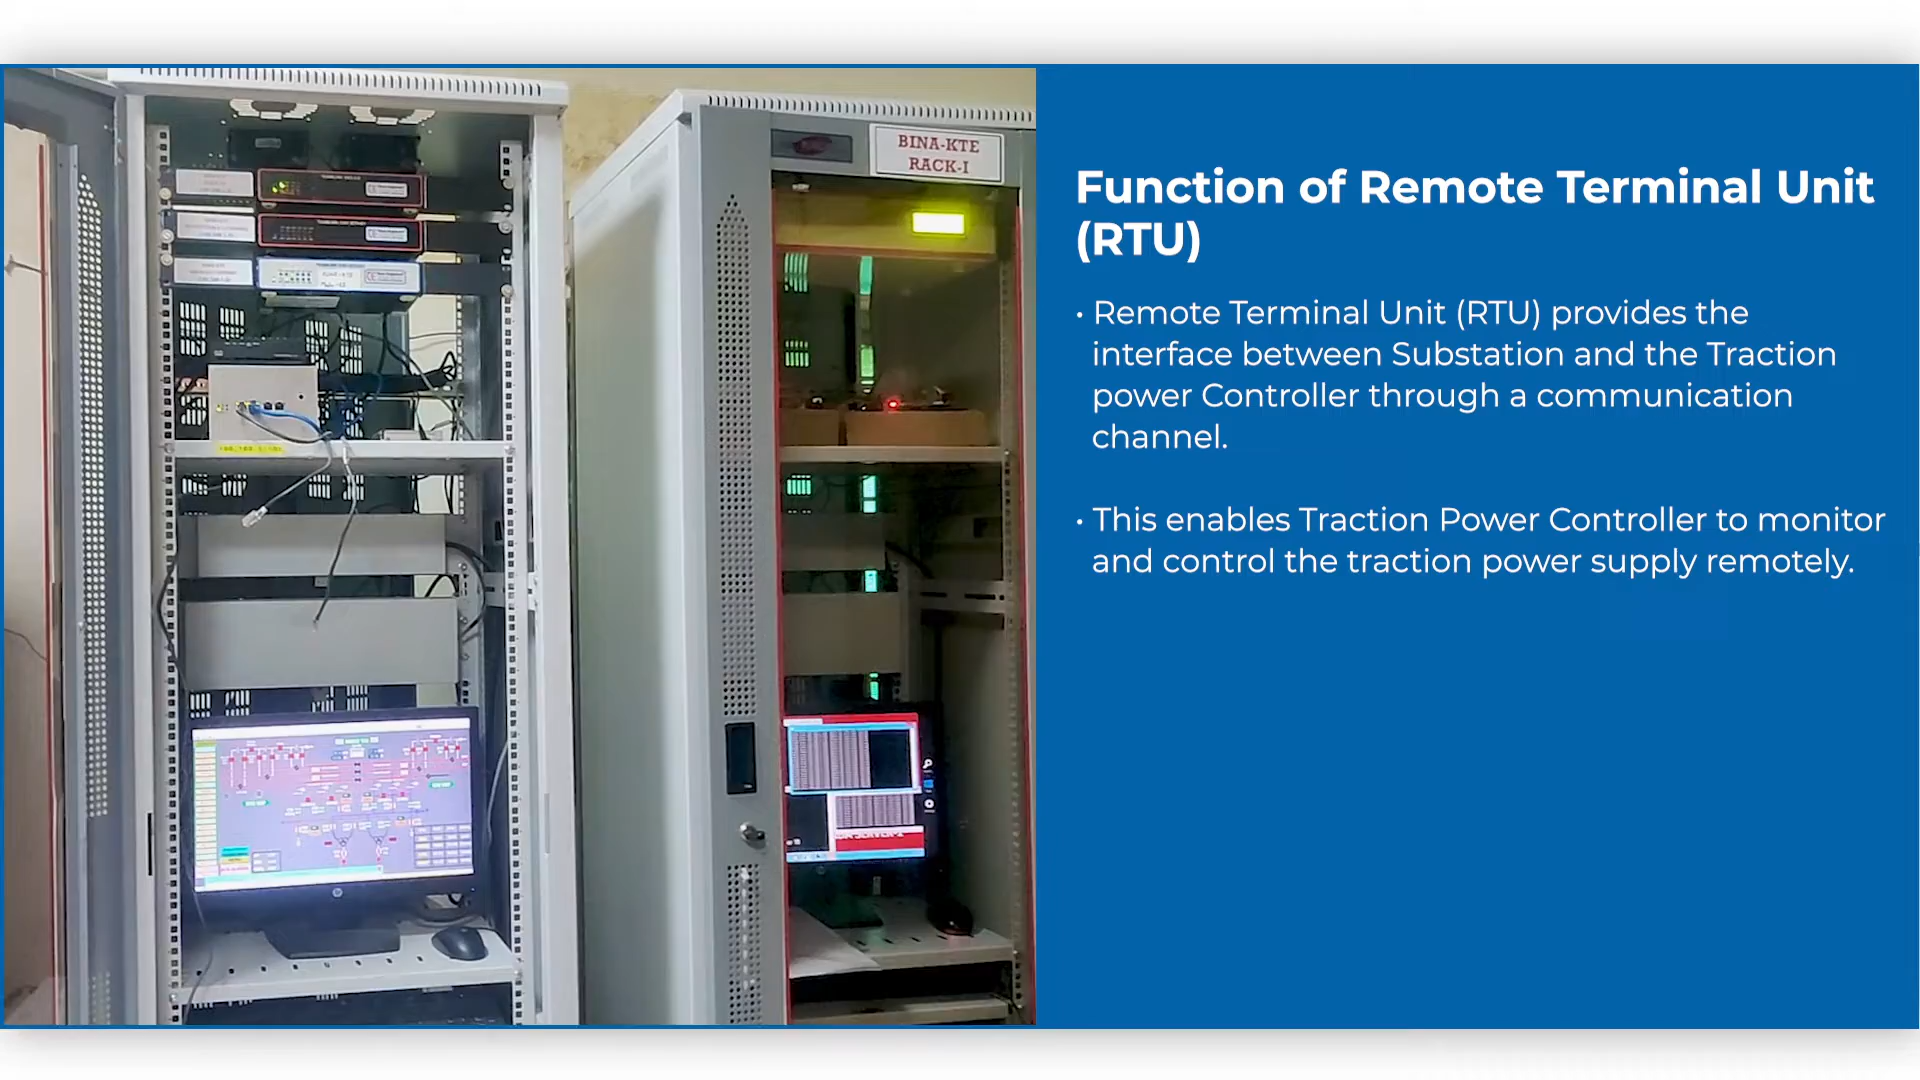 BINA-KTE
RACK-I
Function of Remote Terminal Unit
(RTU)
• Remote Terminal Unit (RTU) provides the
interface between Substation and the Traction
power Controller through a communication
channel.
• This enables Traction Power Controller to monitor
and control the traction power supply remotely.